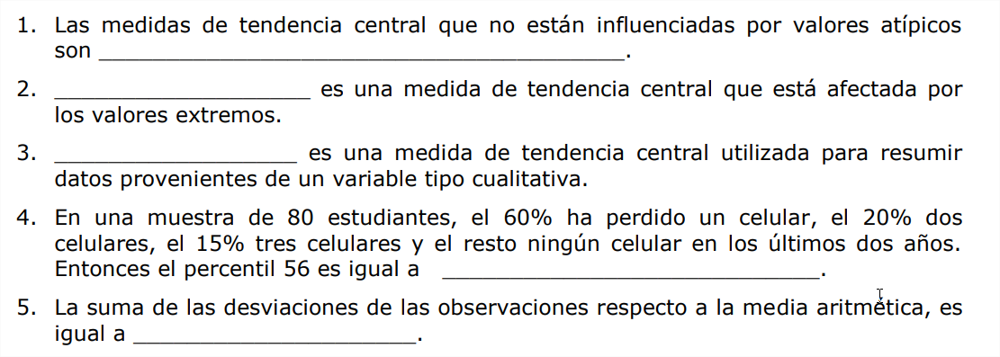 1. Las medidas de tendencia central que no están influenciadas por valores atípicos
son _______________________________________.
2. ___________________ es una medida de tendencia central que está afectada por
los valores extremos.
3. __________________ es una medida de tendencia central utilizada para resumir
datos provenientes de un variable tipo cualitativa.
4. En una muestra de 80 estudiantes, el 60% ha perdido un celular, el 20% dos
celulares, el 15% tres celulares y el resto ningún celular en los últimos dos años.
Entonces el percentil 56 es igual a ____________________________.
5. La suma de las desviaciones de las observaciones respecto a la media aritmética, es
igual a _____________________.